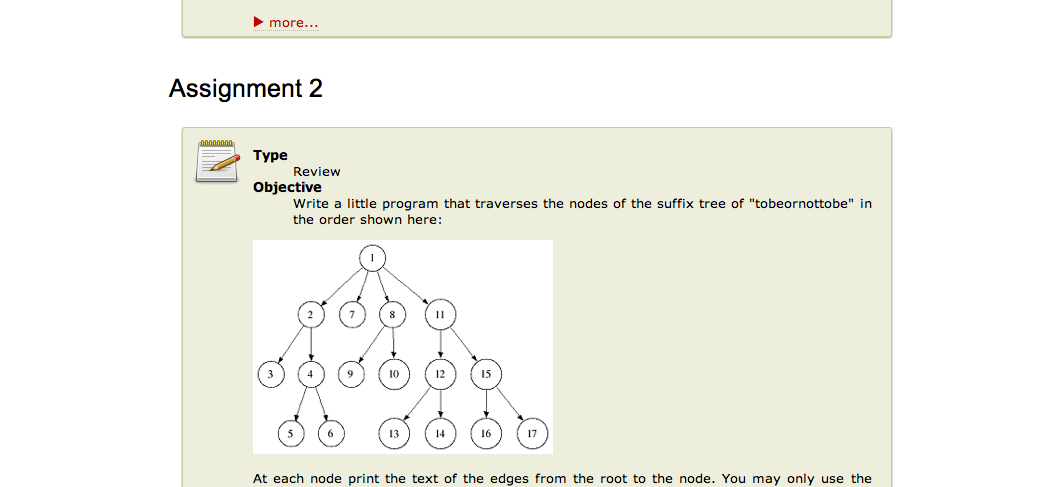 more...
Assignment 2
Type
Review
Objective
Write a little program that traverses the nodes of the suffix tree of "tobeornottobe" in
the order shown here:
1
2 7 8 11
3 4 9 10 12 15
5 6 13 14 16 17
At each node print the text of the edges from the root to the node. You may only use the